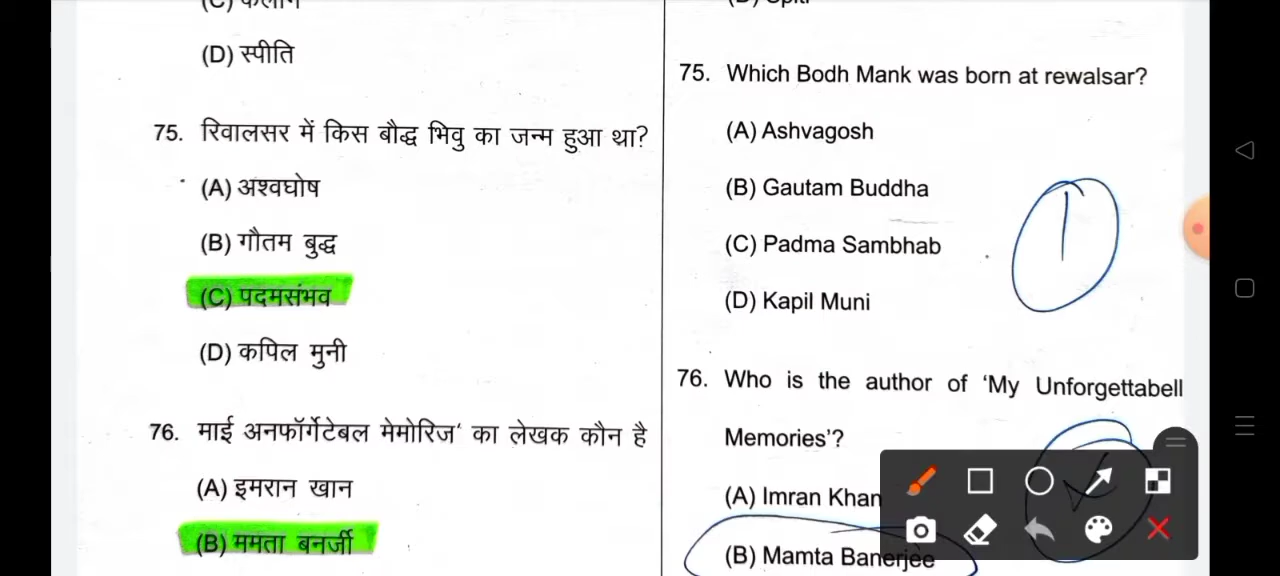 (C) केलांग
(D) स्पीति
75. रिवालसर में किस बौद्ध भिवु का जन्म हुआ था?
(A) अश्वघोष
(B) गौतम बुद्ध
(C) पदमसंभव
(D) कपिल मुनी
76. माई अनफॉर्गेटेबल मेमोरिज‘ का लेखक कौन है
(A) इमरान खान
(B) ममता बनर्जी
(D) Spiti
75. Which Bodh Mank was born at rewalsar?
(A) Ashvagosh
(B) Gautam Buddha
(C) Padma Sambhab
(D) Kapil Muni
76. Who is the author of ‘My Unforgettabell
Memories’?
(A) Imran Khan
(B) Mamta Banerjee